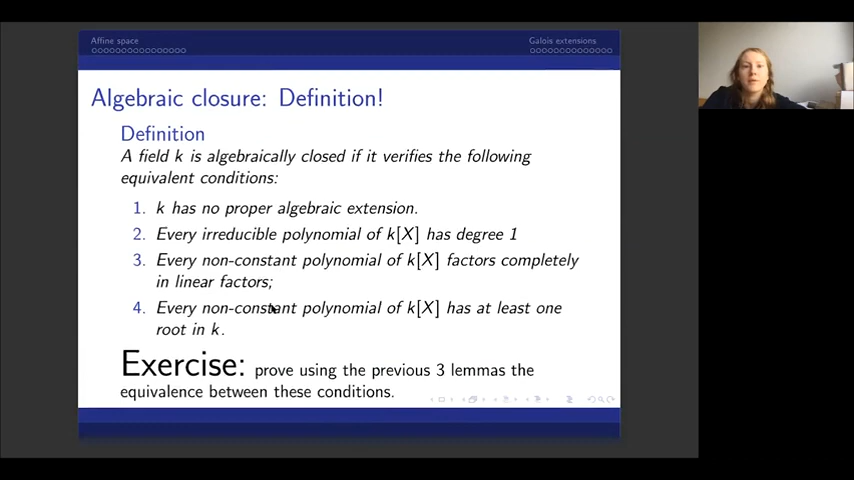 Affine space
Galois extensions
Algebraic closure: Definition!
Definition
A field k is algebraically closed if it verifies the following
equivalent conditions:
1. k has no proper algebraic extension.
2. Every irreducible polynomial of k[X] has degree 1
3. Every non-constant polynomial of k[X] factors completely
in linear factors;
4. Every non-constant polynomial of k[X] has at least one
root in k.
Exercise: prove using the previous 3 lemmas the
equivalence between these conditions.